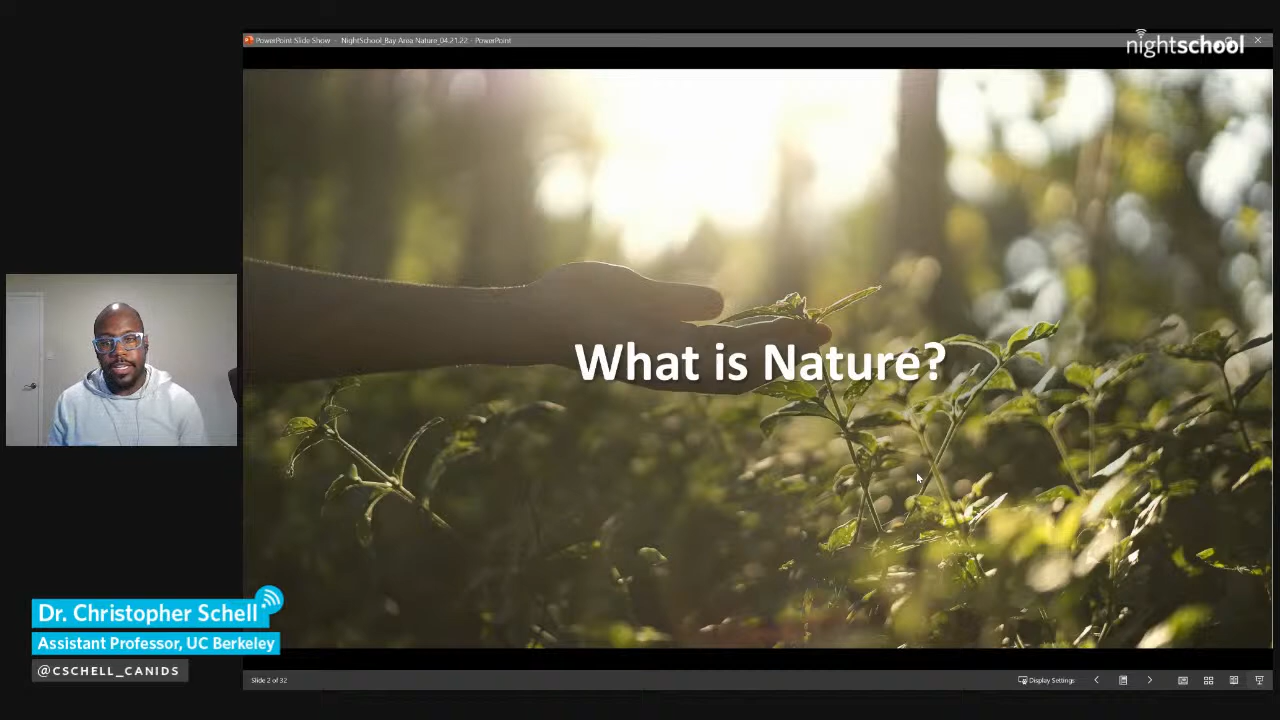 PowerPoint Slide Show - NightSchool_Bay Area Nature_04.21.22 - PowerPoint
nightschool
What is Nature?
Dr. Christopher Schell
Assistant Professor, UC Berkeley
@CSCHELL_CANIDS
Slide 2 of 32
Display Settings